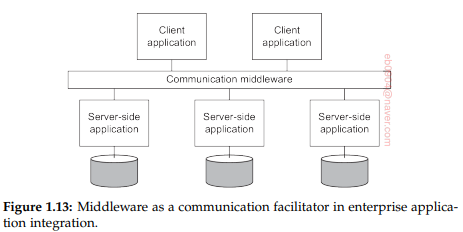 Client
application
Client
application
Communication middleware
Server-side
application
Server-side
application
Server-side
application
Figure 1.13: Middleware as a communication facilitator in enterprise applica-
tion integration.